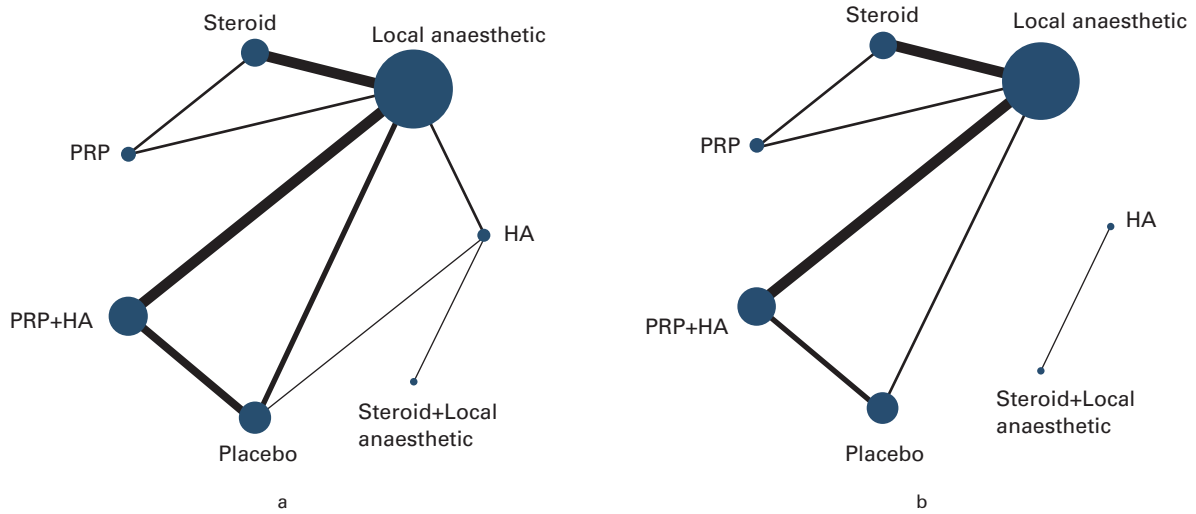 Steroid
Local anaesthetic
PRP
HA
PRP+HA
Steroid+Local
anaesthetic
Placebo
a
Steroid
Local anaesthetic
PRP
HA
PRP+HA
Steroid+Local
anaesthetic
Placebo
b